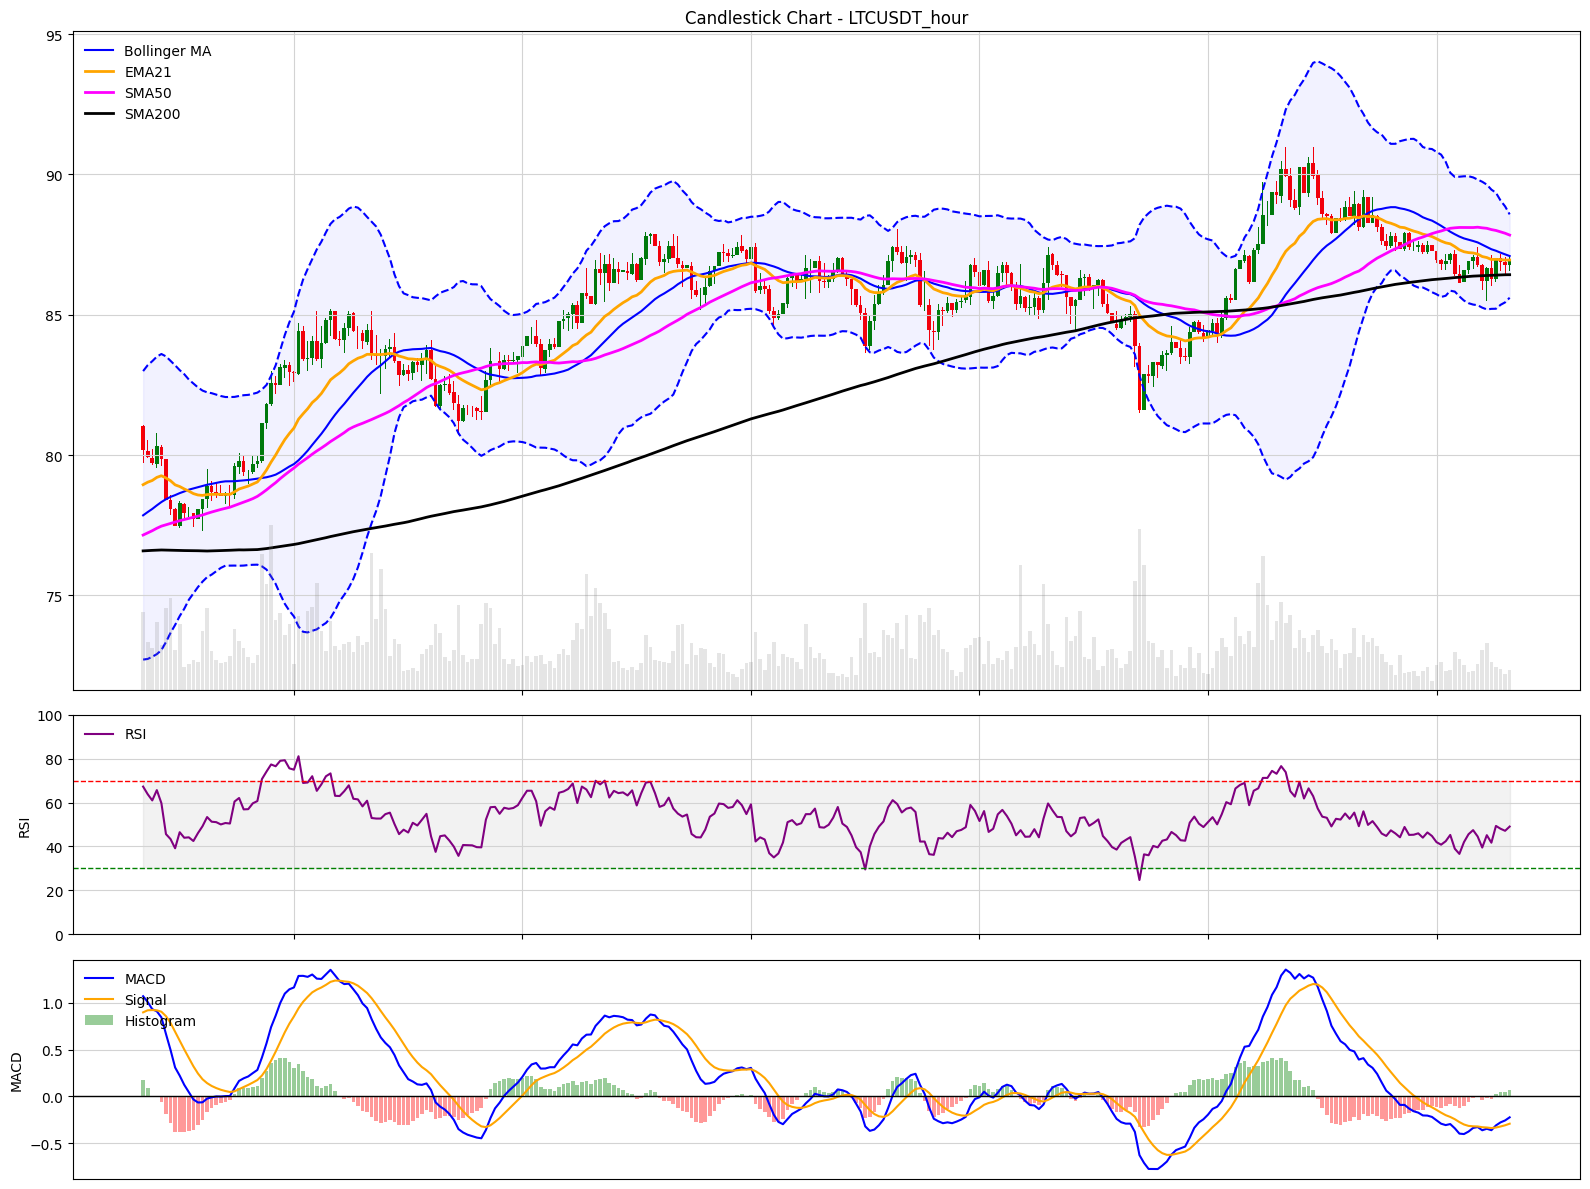 Candlestick Chart - LTCUSDT_hour
95
90
85
80
75
Bollinger MA
EMA21
SMA50
SMA200
100
80
60
40
20
0
RSI
RSI
1.0
0.5
0.0
−0.5
MACD
MACD
Signal
Histogram